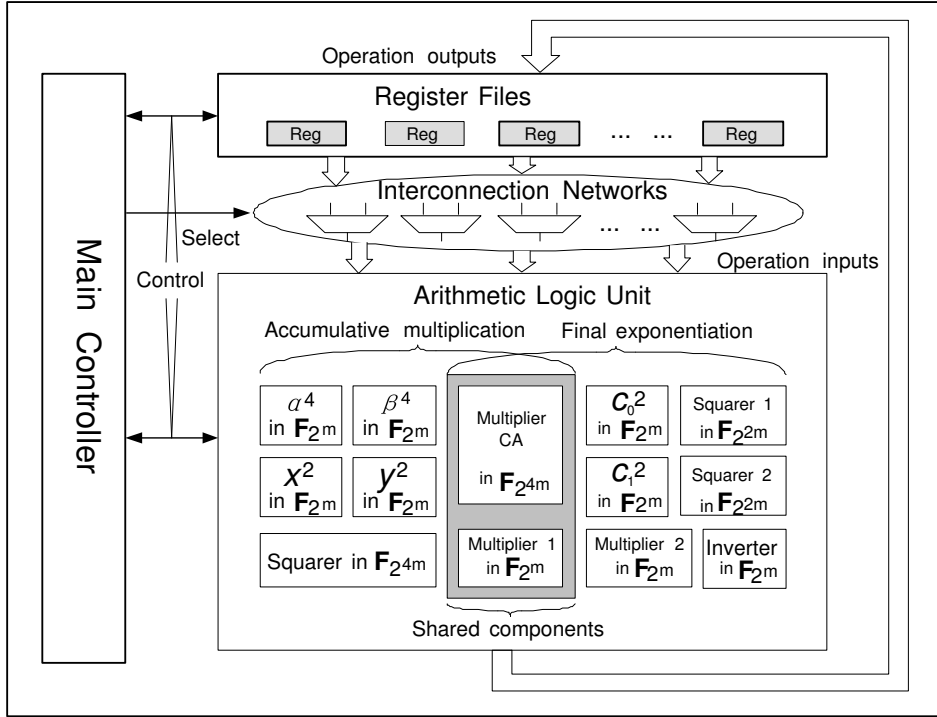 Operation outputs
Register Files
Reg Reg Reg ... ... Reg
Interconnection Networks
... ...
Select
Control
Main Controller
Operation inputs
Arithmetic Logic Unit
Accumulative multiplication
Final exponentiation
α⁴
in F2m
β⁴
in F2m
Multiplier
CA
in F24m
C₀²
in F2m
Squarer 1
in F22m
x²
in F2m
y²
in F2m
C₁²
in F2m
Squarer 2
in F22m
Squarer in F24m
Multiplier 1
in F2m
Multiplier 2
in F2m
Inverter
in F2m
Shared components